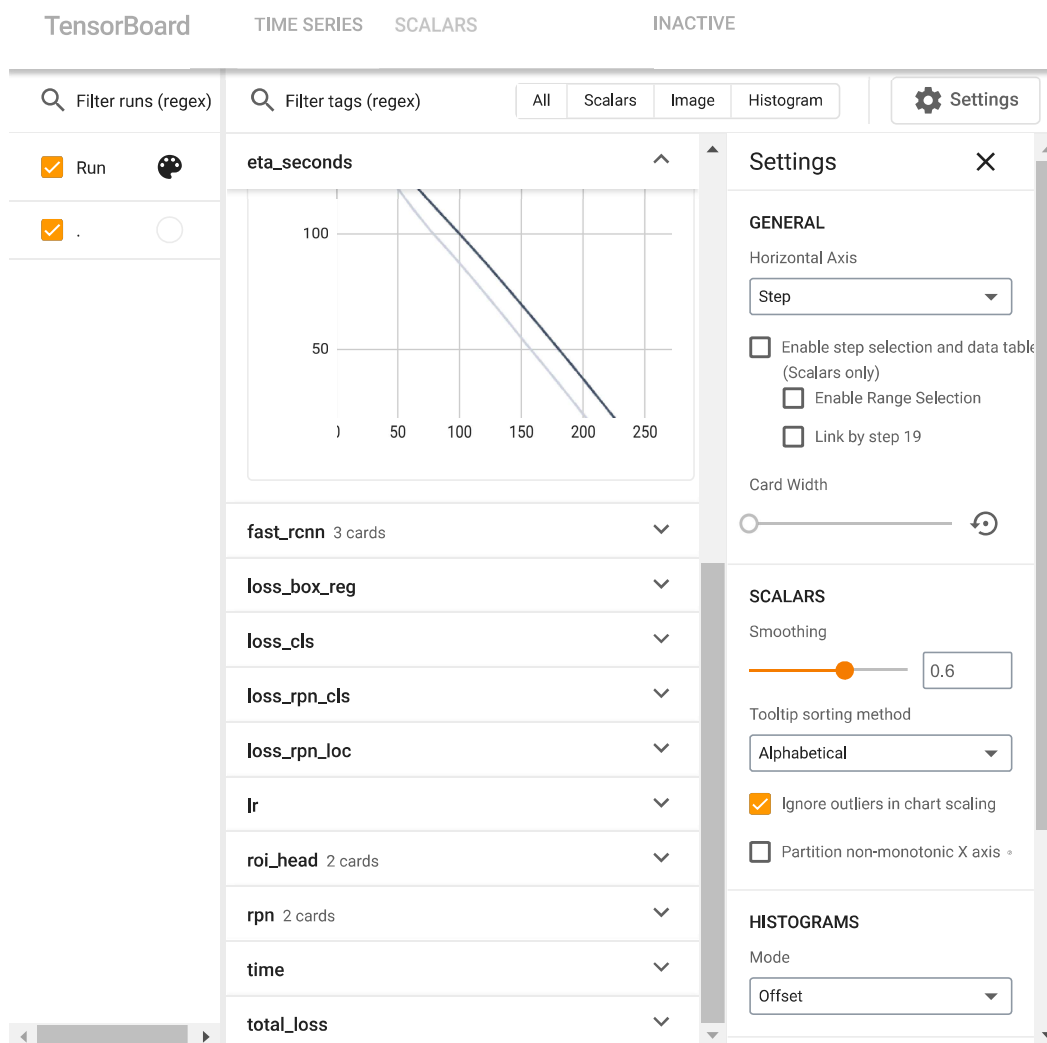 TensorBoard TIME SERIES SCALARS INACTIVE
Filter runs (regex)
Filter tags (regex)
All Scalars Image Histogram
Settings
Run
.
eta_seconds
100
50
50 100 150 200 250
fast_rcnn 3 cards
loss_box_reg
loss_cls
loss_rpn_cls
loss_rpn_loc
lr
roi_head 2 cards
rpn 2 cards
time
total_loss
Settings
GENERAL
Horizontal Axis
Step
Enable step selection and data table
(Scalars only)
Enable Range Selection
Link by step 19
Card Width
SCALARS
Smoothing
0.6
Tooltip sorting method
Alphabetical
Ignore outliers in chart scaling
Partition non-monotonic X axis
HISTOGRAMS
Mode
Offset